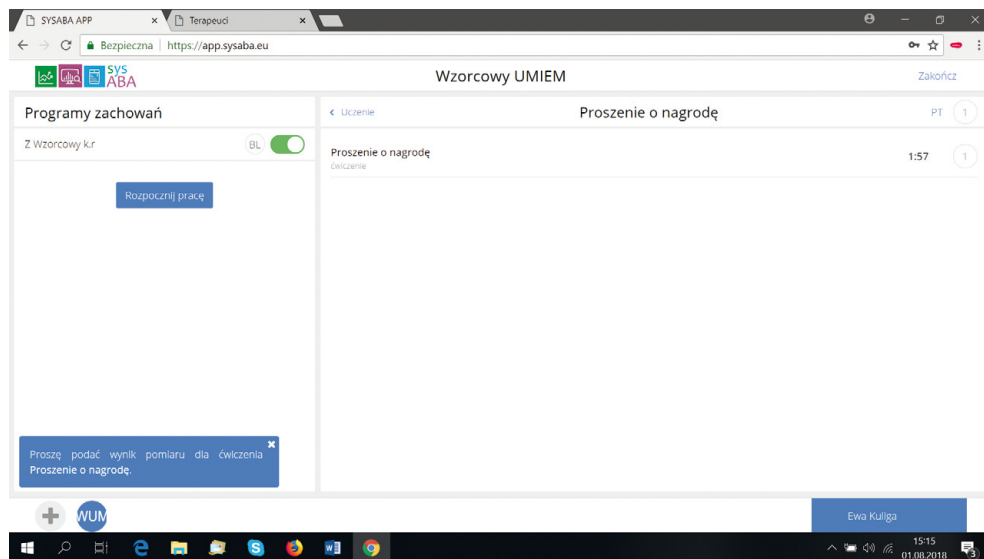 SYSABA APP
Terapeuci
Bezpieczna https://app.sysaba.eu
sys
ABA
Wzorcowy UMIEM
Zakończ
Programy zachowań
Uczenie
Proszenie o nagrodę
PT 1
Z Wzorcowy k.r
BL
Proszenie o nagrodę
ćwiczenie
1:57
1
Rozpocznij pracę
Proszę podać wynik pomiaru dla ćwiczenia
Proszenie o nagrodę.
WUM
Ewa Kuliga
15:15
01.08.2018
3